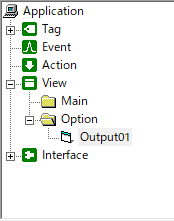 Application
Tag
Event
Action
View
Main
Option
Output01
Interface